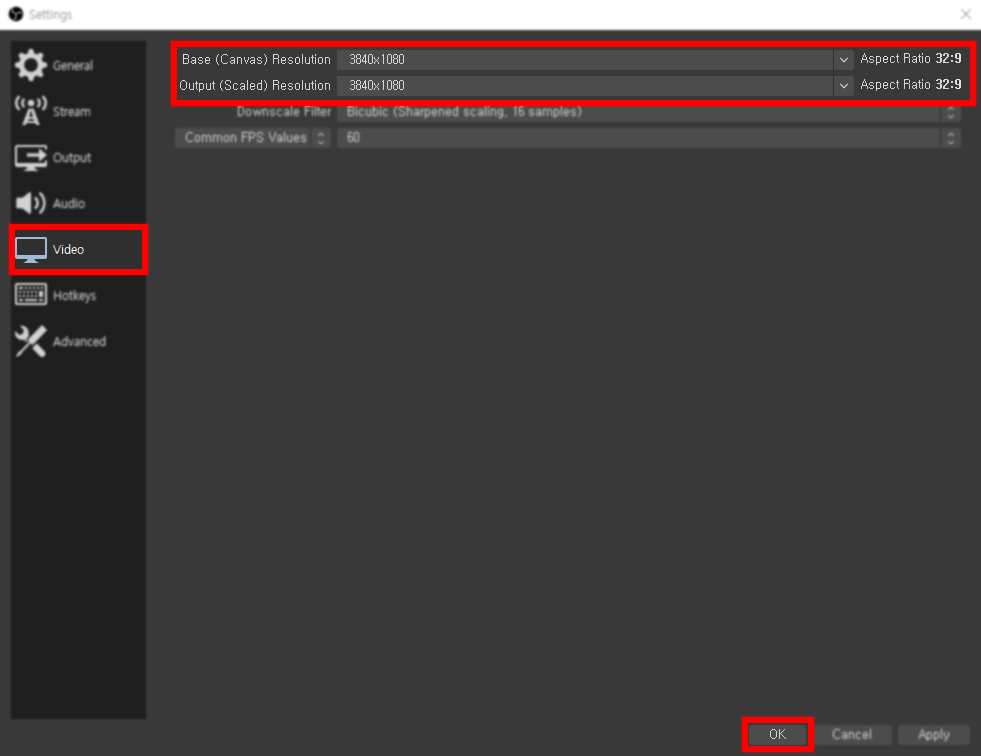 Settings
General
Stream
Output
Audio
Video
Hotkeys
Advanced
Base (Canvas) Resolution 3840x1080 Aspect Ratio 32:9
Output (Scaled) Resolution 3840x1080 Aspect Ratio 32:9
Downscale Filter Bicubic (Sharpened scaling, 16 samples)
Common FPS Values 60
OK Cancel Apply